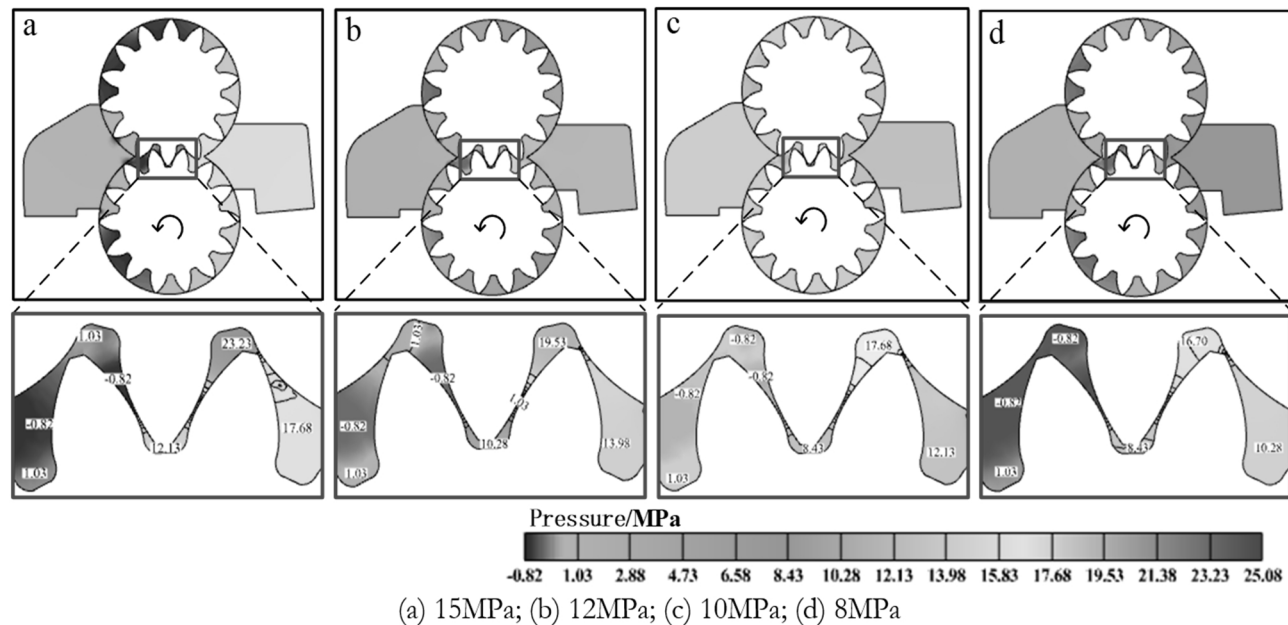 a b c d
1.03 23.23 -0.82 -0.82 17.68 12.13 1.03
1.03 19.53 -0.82 -0.82 1.03 13.98 10.28 1.03
-0.82 17.68 -0.82 -0.82 8.43 12.13 1.03
-0.82 16.70 -0.82 8.43 10.28 1.03
Pressure/MPa
-0.82 1.03 2.88 4.73 6.58 8.43 10.28 12.13 13.98 15.83 17.68 19.53 21.38 23.23 25.08
(a) 15MPa; (b) 12MPa; (c) 10MPa; (d) 8MPa